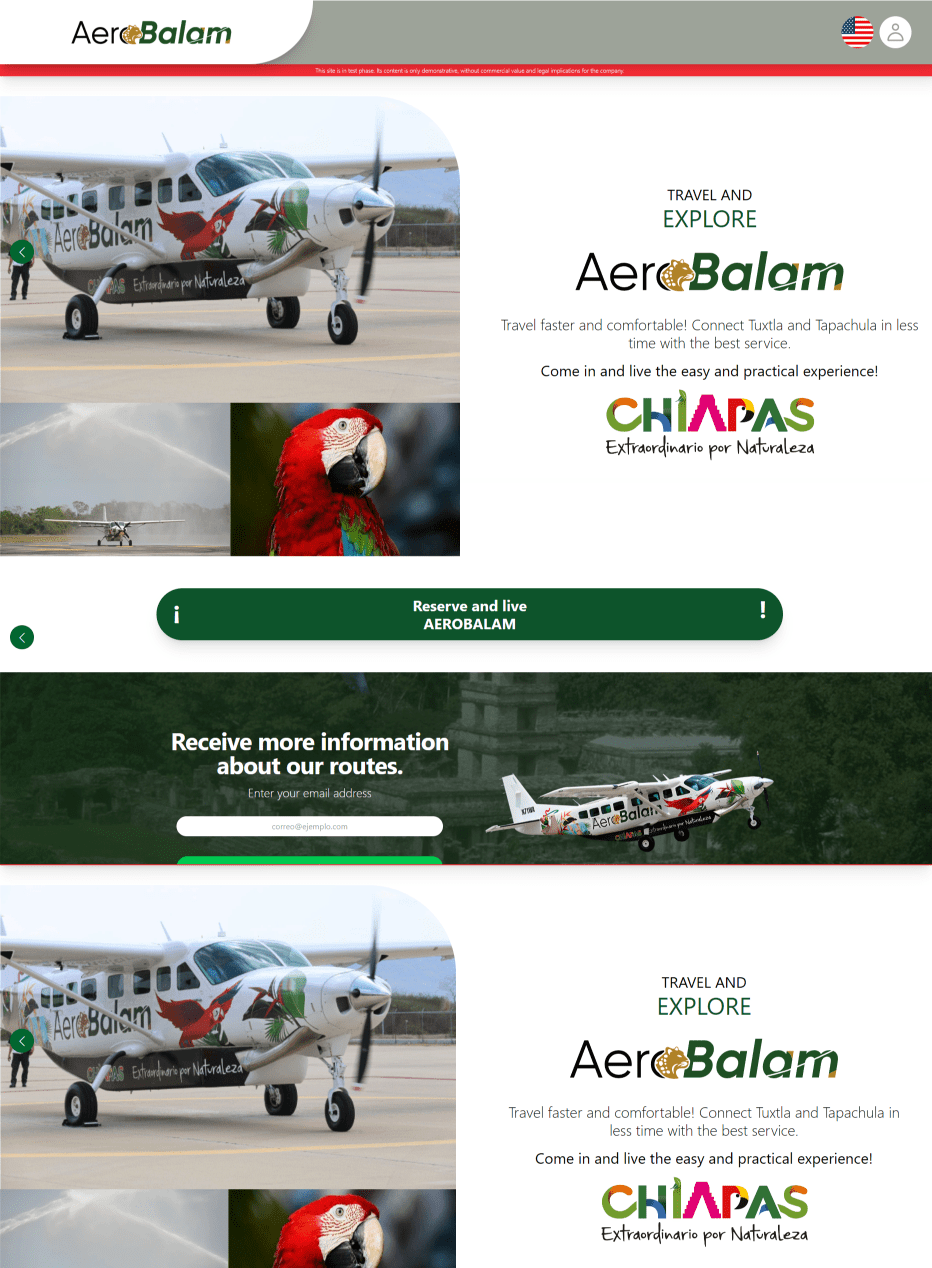 AeroBalam
This site is in test phase. Its content is only demonstrative, without commercial value and legal implications for the company.
AeroBalam
CHIAPAS Extraordinario por Naturaleza
TRAVEL AND
EXPLORE
AeroBalam
Travel faster and comfortable! Connect Tuxtla and Tapachula in less
time with the best service.
Come in and live the easy and practical experience!
CHIAPAS
Extraordinario por Naturaleza
¡
Reserve and live
AEROBALAM
!
Receive more information
about our routes.
Enter your email address
correo@ejemplo.com
AeroBalam
CHIAPAS Extraordinario por Naturaleza
AeroBalam
CHIAPAS Extraordinario por Naturaleza
TRAVEL AND
EXPLORE
AeroBalam
Travel faster and comfortable! Connect Tuxtla and Tapachula in
less time with the best service.
Come in and live the easy and practical experience!
CHIAPAS
Extraordinario por Naturaleza